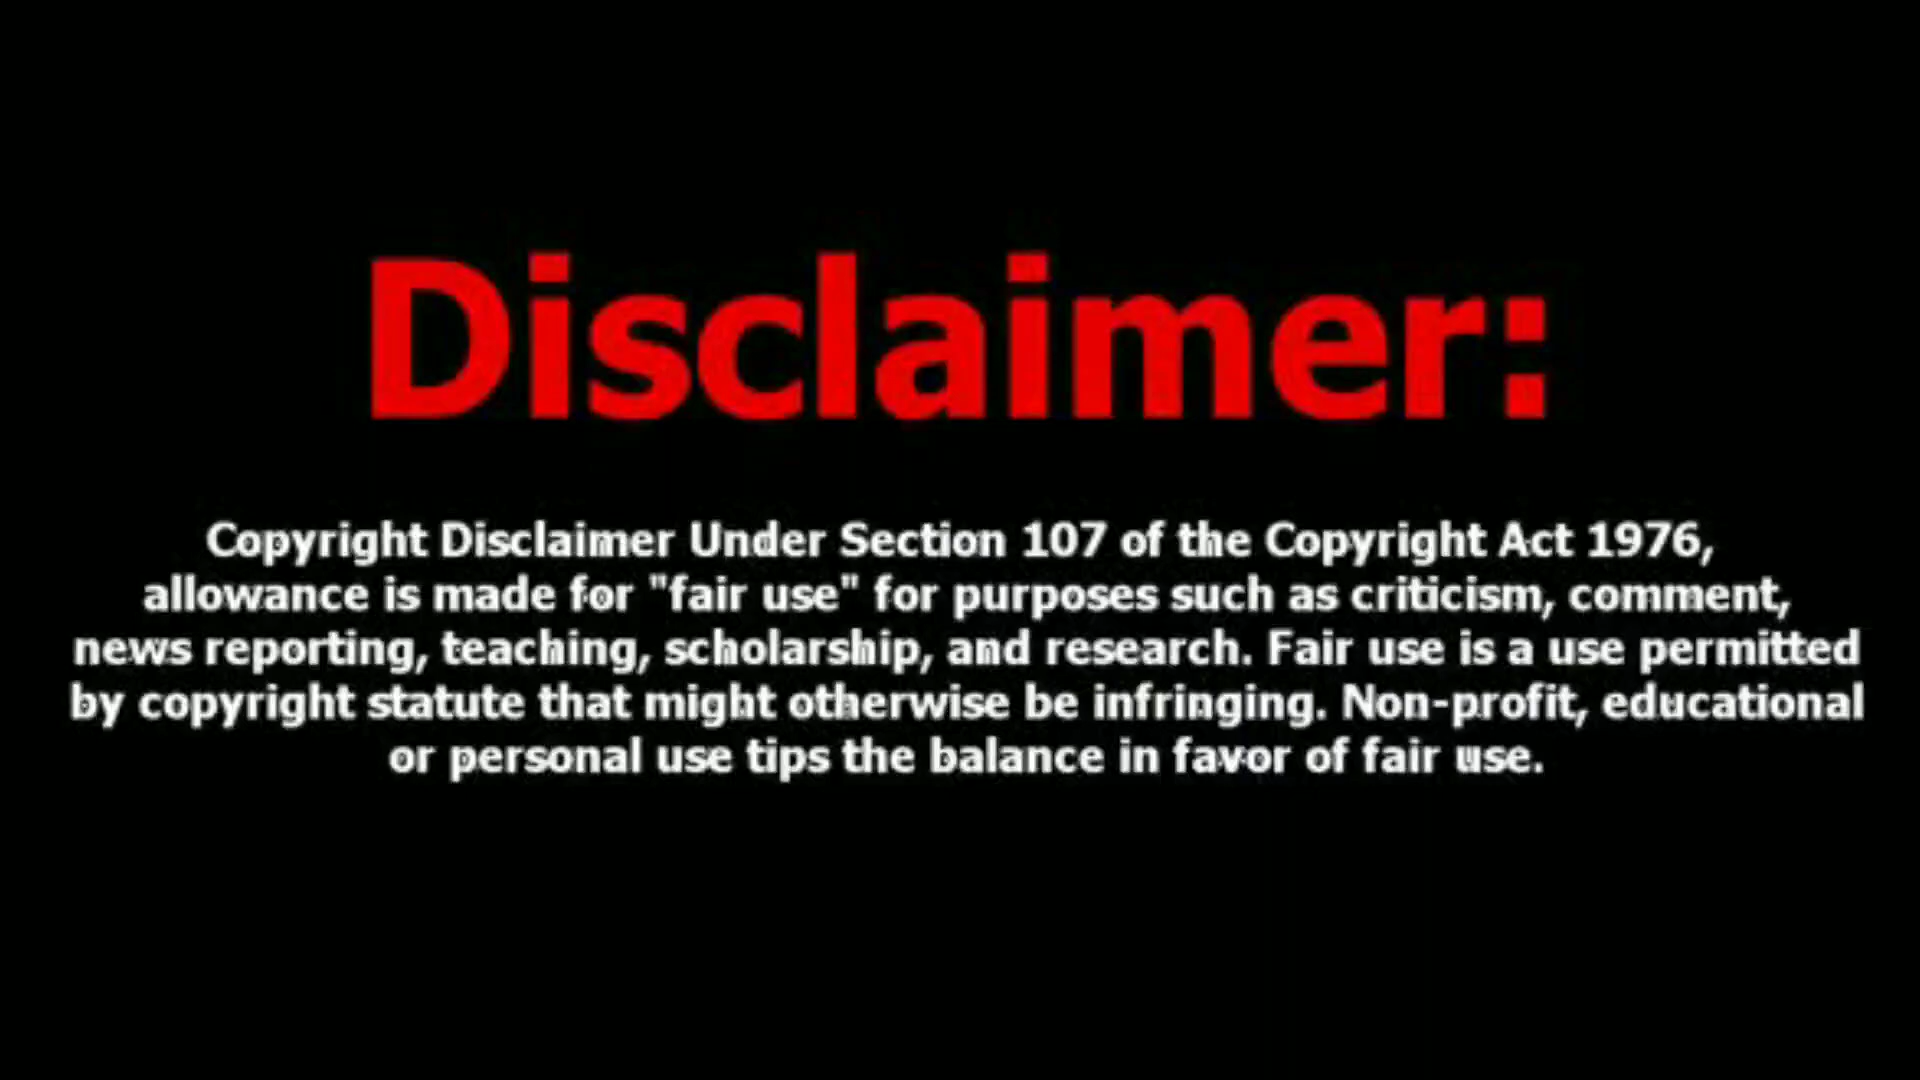 Disclaimer:
Copyright Disclaimer Under Section 107 of the Copyright Act 1976,
allowance is made for "fair use" for purposes such as criticism, comment,
news reporting, teaching, scholarship, and research. Fair use is a use permitted
by copyright statute that might otherwise be infringing. Non-profit, educational
or personal use tips the balance in favor of fair use.